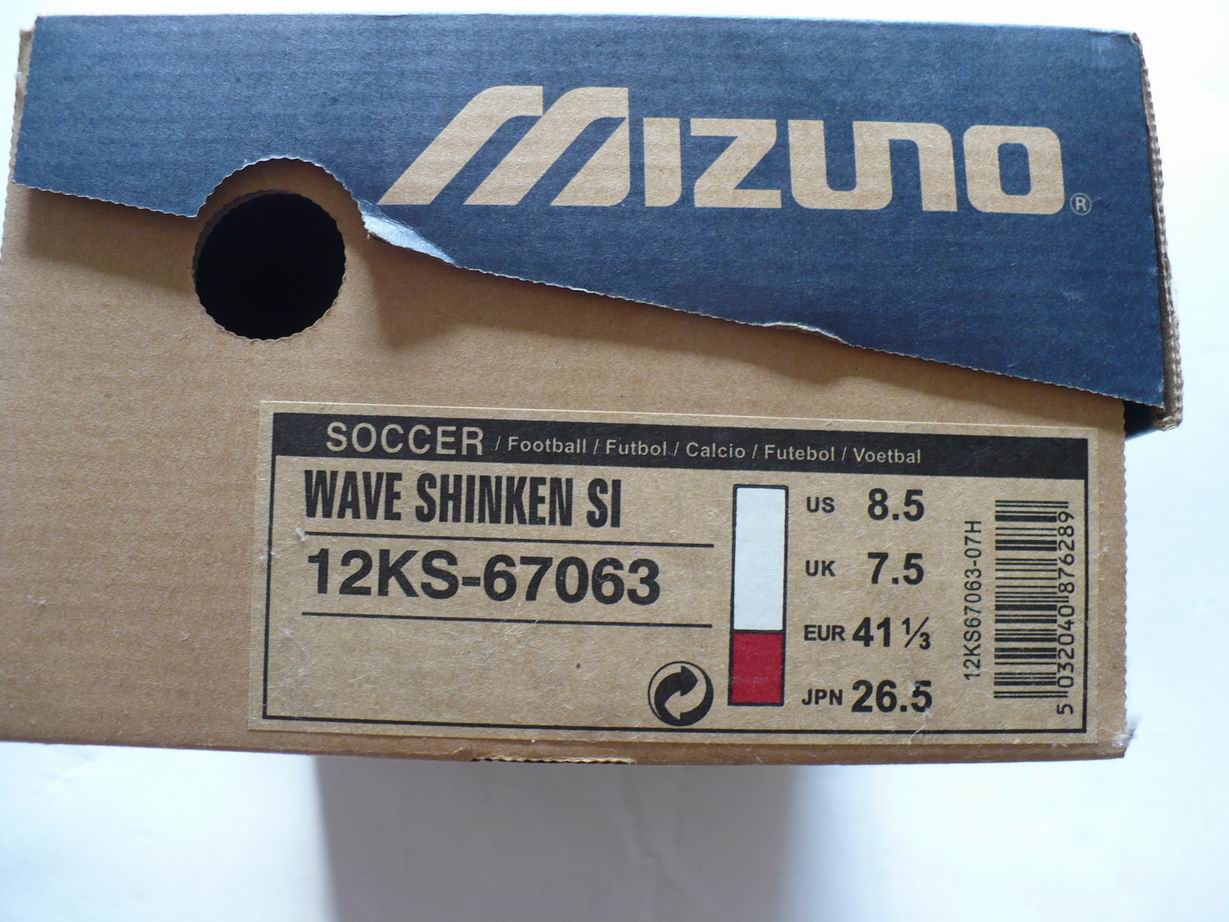 MIZUNO®
SOCCER / Football / Futbol / Calcio / Futebol / Voetbal
WAVE SHINKEN SI
12KS-67063
US 8.5
UK 7.5
EUR 41 ⅓
JPN 26.5
12KS67063-07H
5 032040 876289